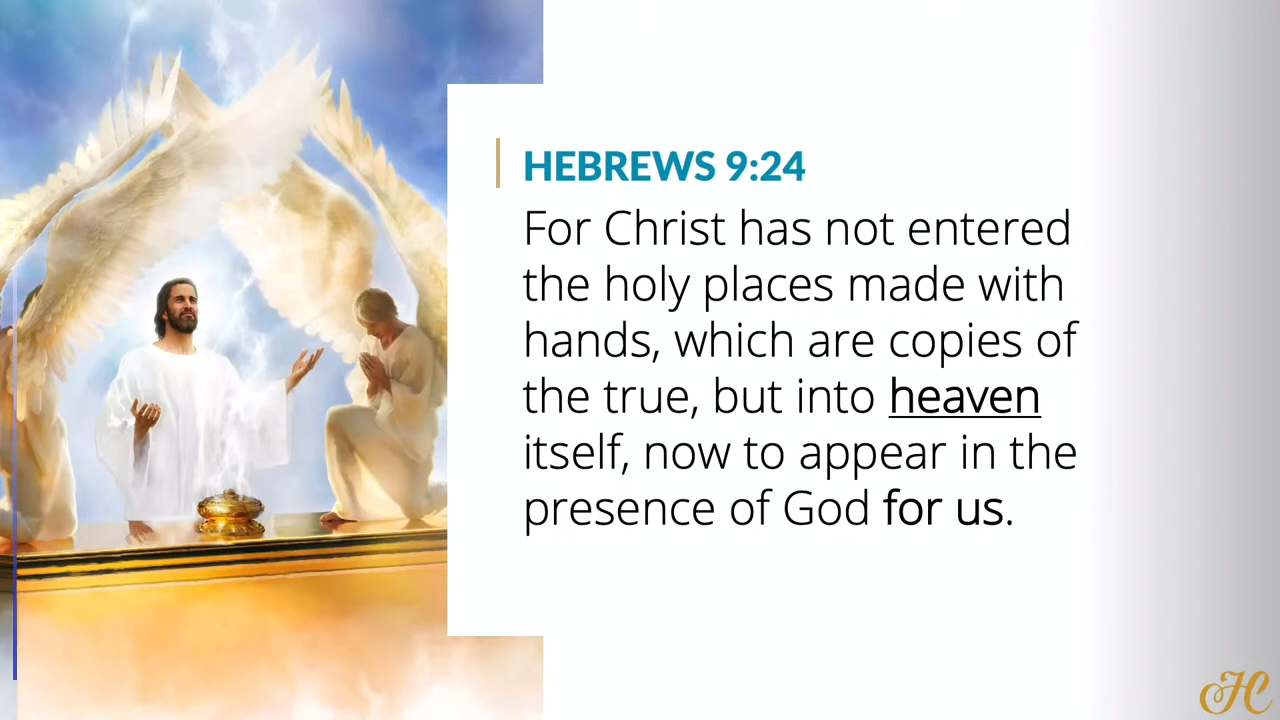 HEBREWS 9:24
For Christ has not entered
the holy places made with
hands, which are copies of
the true, but into heaven
itself, now to appear in the
presence of God for us.
H